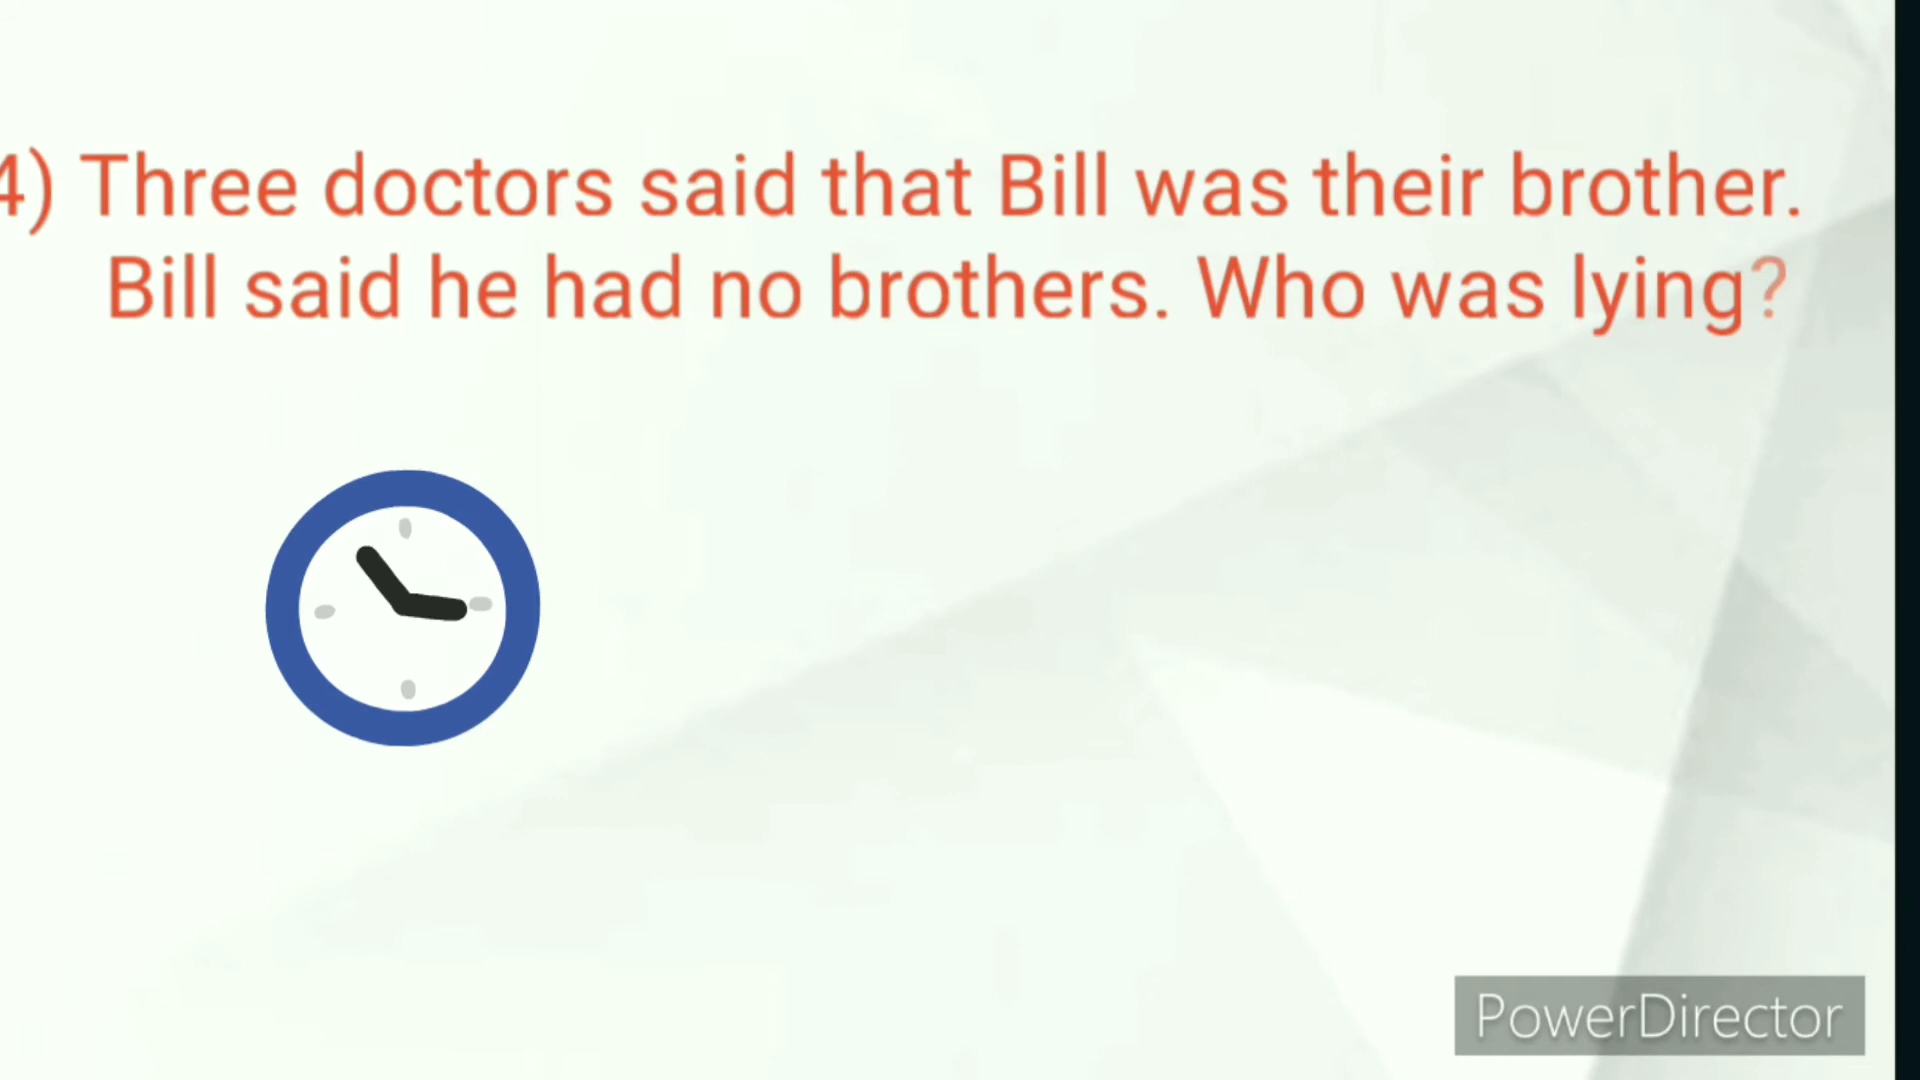 4) Three doctors said that Bill was their brother.
Bill said he had no brothers. Who was lying?
PowerDirector